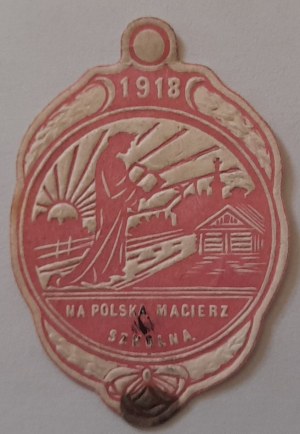 1918
NA POLSKĄ MACIERZ
SZKOLNĄ.